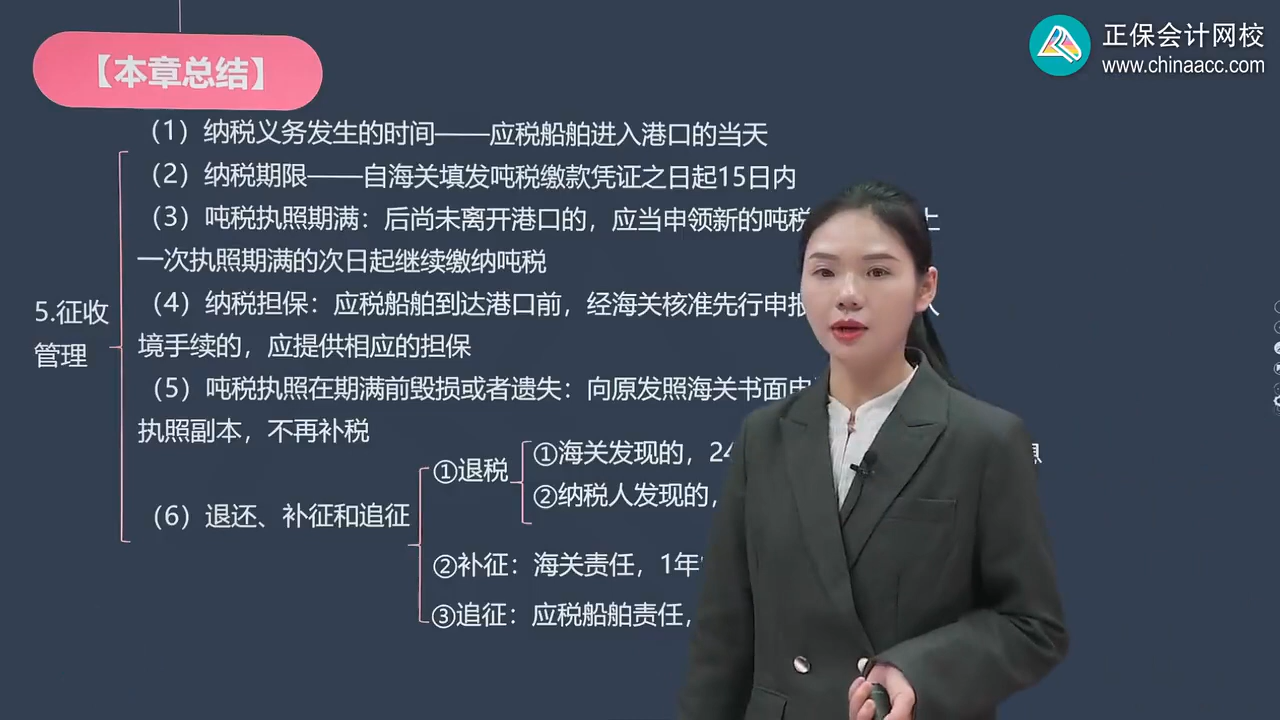 正保会计网校
www.chinaacc.com
【本章总结】
（1）纳税义务发生的时间——应税船舶进入港口的当天
（2）纳税期限——自海关填发吨税缴款凭证之日起15日内
（3）吨税执照期满：后尚未离开港口的，应当申领新的吨税 上
一次执照期满的次日起继续缴纳吨税
（4）纳税担保：应税船舶到达港口前，经海关核准先行申报
境手续的，应提供相应的担保
5.征收
管理
（5）吨税执照在期满前毁损或者遗失：向原发照海关书面
执照副本，不再补税
（6）退还、补征和追征
①退税
①海关发现的，24 息
②纳税人发现的，
②补征：海关责任，1年
③追征：应税船舶责任，